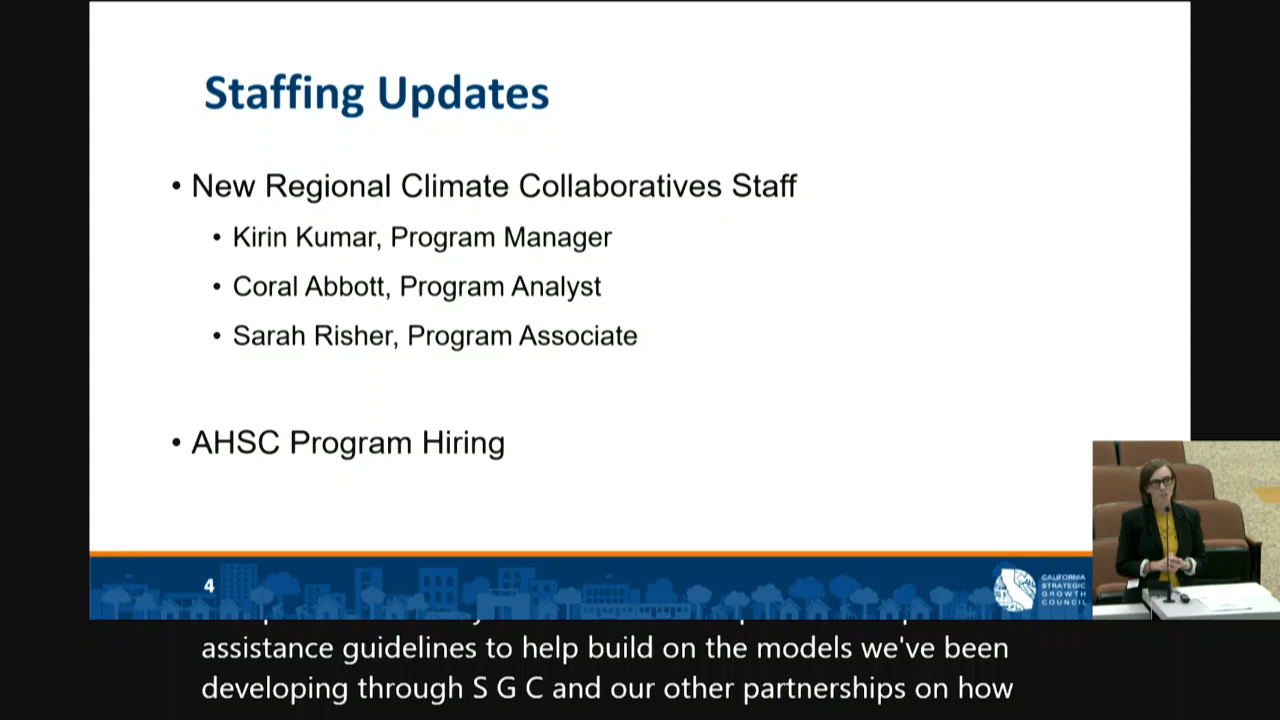 Staffing Updates
• New Regional Climate Collaboratives Staff
• Kirin Kumar, Program Manager
• Coral Abbott, Program Analyst
• Sarah Risher, Program Associate
• AHSC Program Hiring
4
CALIFORNIA
STRATEGIC
GROWTH
COUNCIL
assistance guidelines to help build on the models we've been
developing through S G C and our other partnerships on how